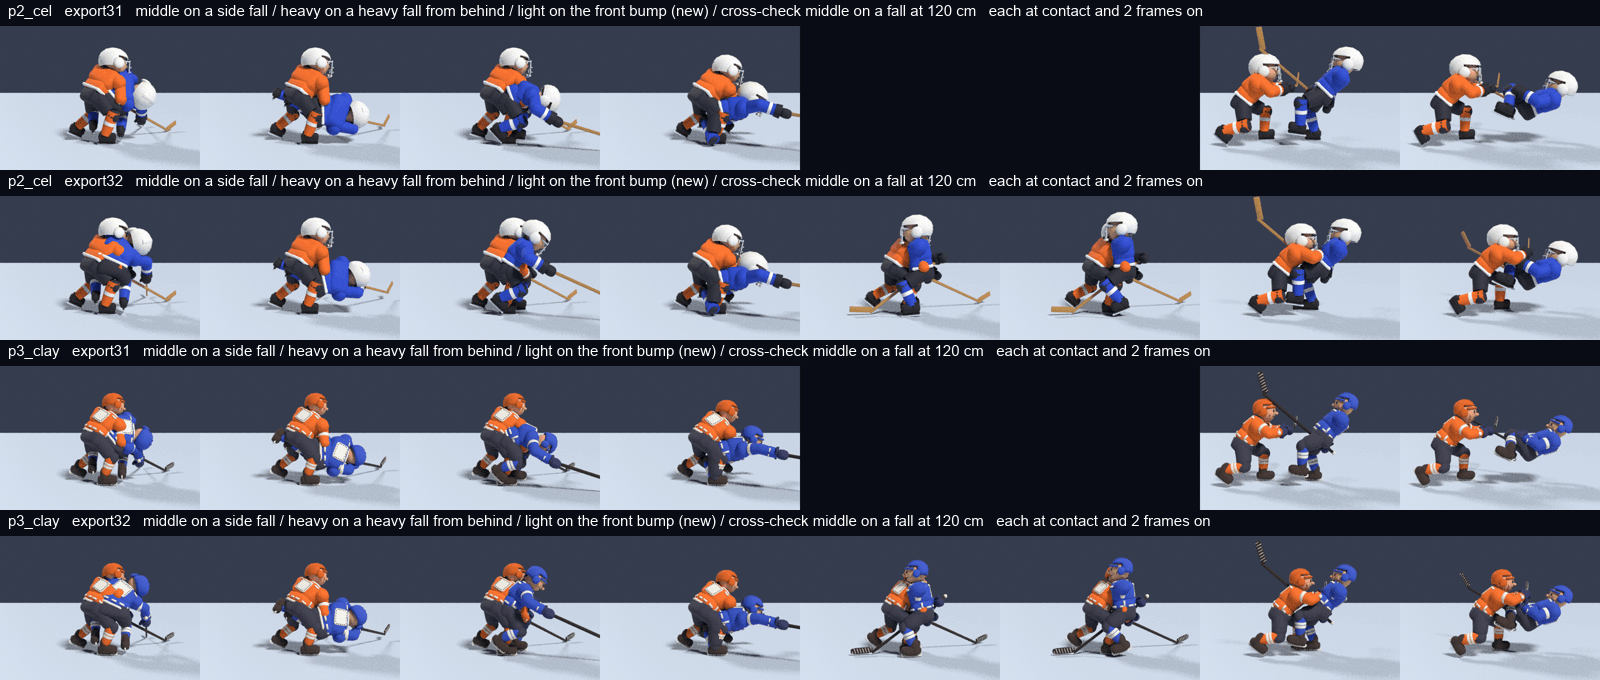 p2_cel export31 middle on a side fall / heavy on a heavy fall from behind / light on the front bump (new) / cross-check middle on a fall at 120 cm each at contact and 2 frames on
p2_cel export32 middle on a side fall / heavy on a heavy fall from behind / light on the front bump (new) / cross-check middle on a fall at 120 cm each at contact and 2 frames on
p3_clay export31 middle on a side fall / heavy on a heavy fall from behind / light on the front bump (new) / cross-check middle on a fall at 120 cm each at contact and 2 frames on
p3_clay export32 middle on a side fall / heavy on a heavy fall from behind / light on the front bump (new) / cross-check middle on a fall at 120 cm each at contact and 2 frames on